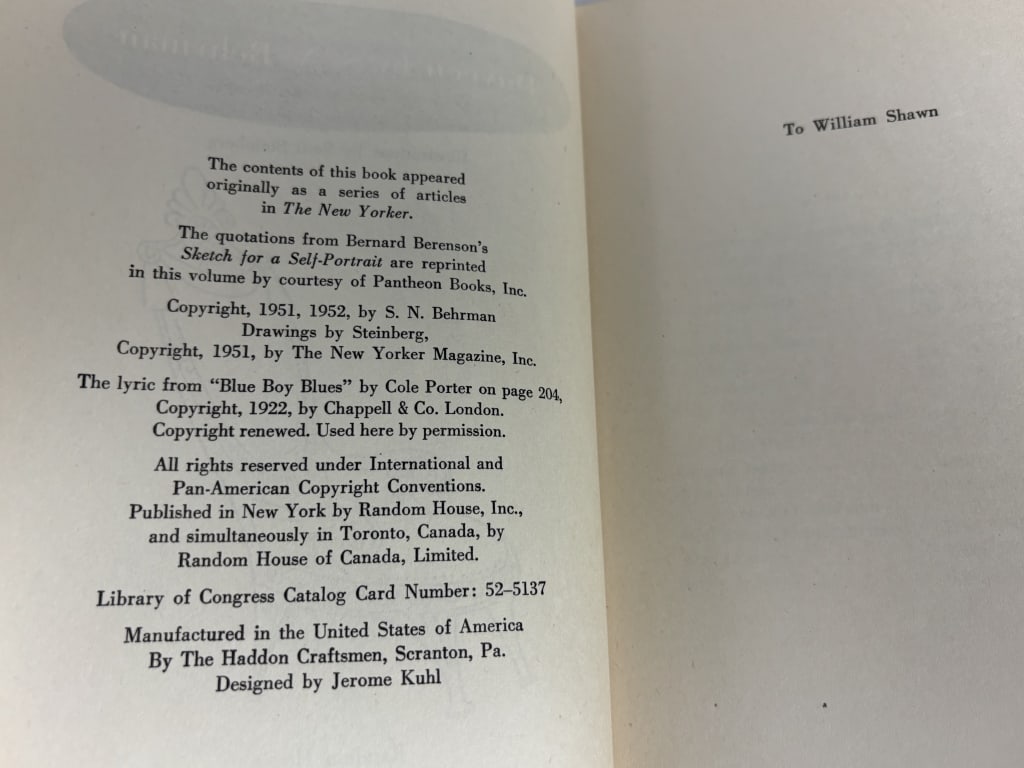 The contents of this book appeared
originally as a series of articles
in The New Yorker.
The quotations from Bernard Berenson's
Sketch for a Self-Portrait are reprinted
in this volume by courtesy of Pantheon Books, Inc.
Copyright, 1951, 1952, by S. N. Behrman
Drawings by Steinberg,
Copyright, 1951, by The New Yorker Magazine, Inc.
The lyric from “Blue Boy Blues” by Cole Porter on page 204,
Copyright, 1922, by Chappell & Co. London.
Copyright renewed. Used here by permission.
All rights reserved under International and
Pan-American Copyright Conventions.
Published in New York by Random House, Inc.,
and simultaneously in Toronto, Canada, by
Random House of Canada, Limited.
Library of Congress Catalog Card Number: 52–5137
Manufactured in the United States of America
By The Haddon Craftsmen, Scranton, Pa.
Designed by Jerome Kuhl
To William Shawn